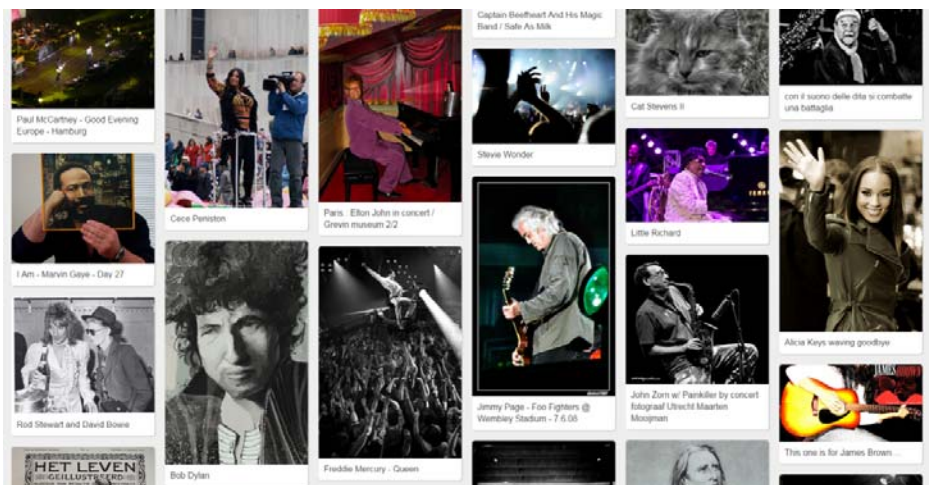 Paul McCartney - Good Evening
Europe - Hamburg
I Am - Marvin Gaye - Day 27
Rod Stewart and David Bowie
HET LEVEN
GEILLUSTREERD
Cece Peniston
Bob Dylan
Paris : Elton John in concert /
Grevin museum 2/2
Freddie Mercury - Queen
Captain Beefheart And His Magic
Band / Safe As Milk
Stevie Wonder
Jimmy Page - Foo Fighters @
Wembley Stadium - 7.6.08
Cat Stevens II
Little Richard
John Zorn w/ Painkiller by concert
fotograaf Utrecht Maarten
Mooijman
con il suono delle dita si combatte
una battaglia
Alicia Keys waving goodbye
JAMES BROWN
This one is for James Brown ...